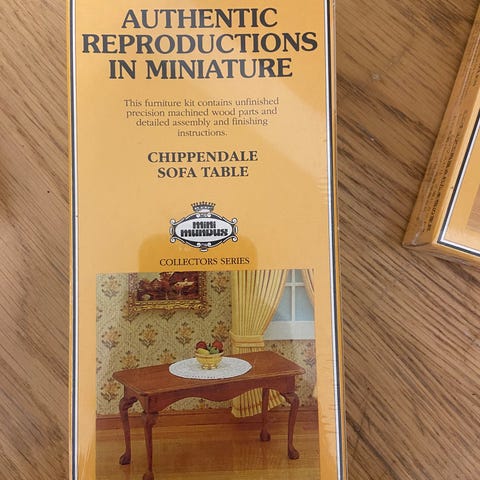 AUTHENTIC
REPRODUCTIONS
IN MINIATURE
This furniture kit contains unfinished
precision machined wood parts and
detailed assembly and finishing
instructions.
CHIPPENDALE
SOFA TABLE
mini
mundus
COLLECTORS SERIES